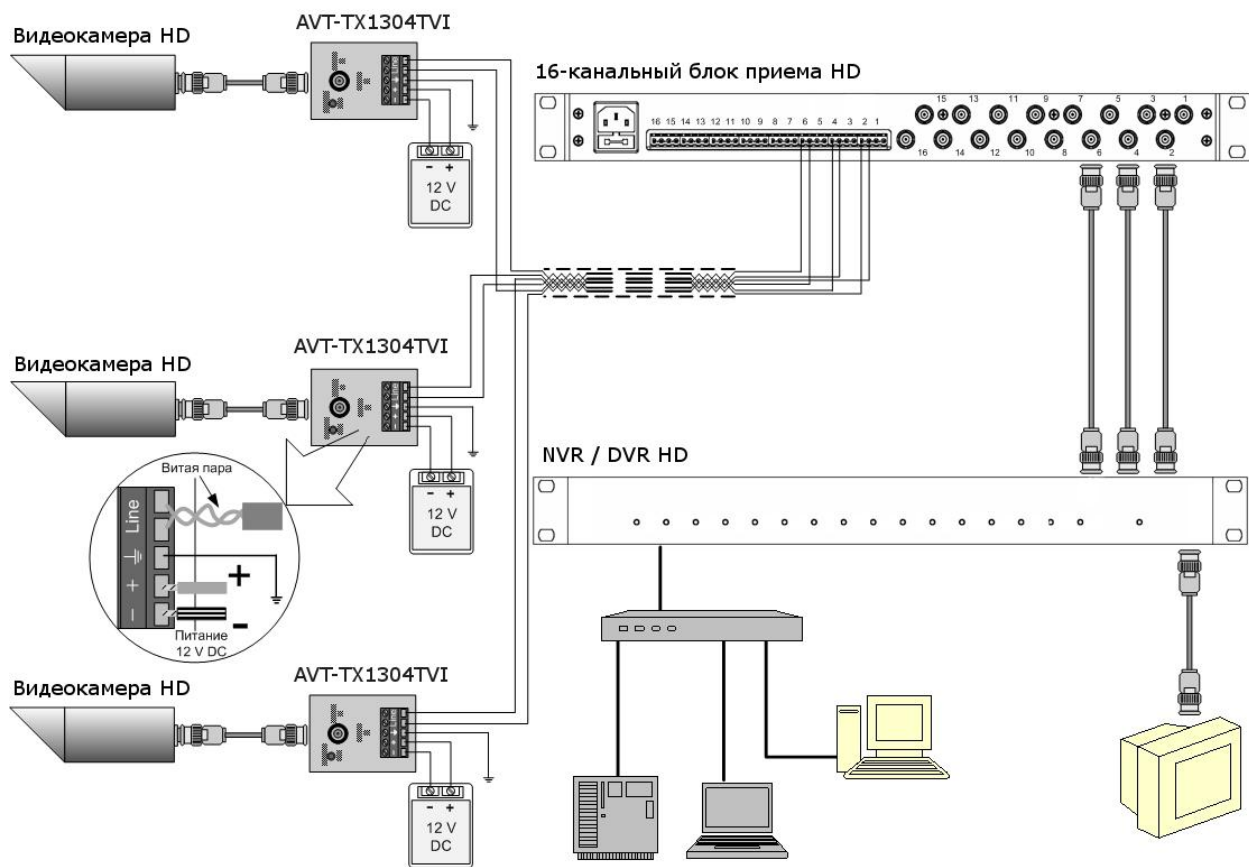 AVT-TX1304TVI
Видеокамера HD
- +
12 V
DC
16-канальный блок приема HD
15 13 11 9 7 5 3 1
16 15 14 13 12 11 10 9 8 7 6 5 4 3 2 1
16 14 12 10 8 6 4 2
AVT-TX1304TVI
Видеокамера HD
- +
12 V
DC
Витая пара
Line
+
-
+
-
Питание
12 V DC
NVR / DVR HD
AVT-TX1304TVI
Видеокамера HD
- +
12 V
DC